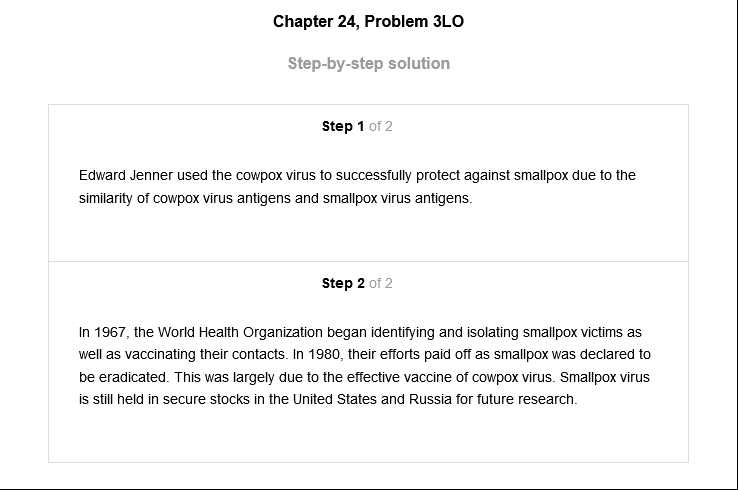 Chapter 24, Problem 3LO
Step-by-step solution
Step 1 of 2
Edward Jenner used the cowpox virus to successfully protect against smallpox due to the
similarity of cowpox virus antigens and smallpox virus antigens.
Step 2 of 2
In 1967, the World Health Organization began identifying and isolating smallpox victims as
well as vaccinating their contacts. In 1980, their efforts paid off as smallpox was declared to
be eradicated. This was largely due to the effective vaccine of cowpox virus. Smallpox virus
is still held in secure stocks in the United States and Russia for future research.